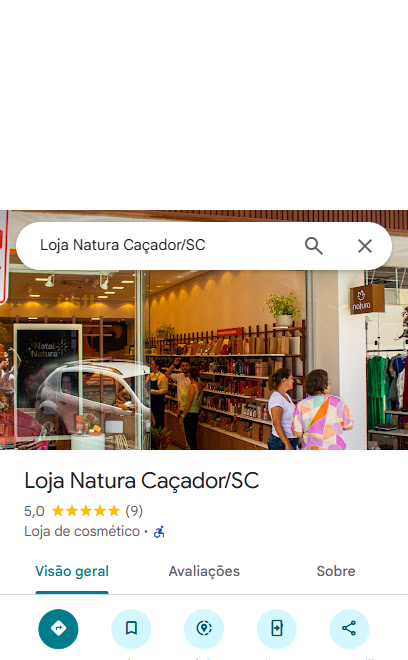 Loja Natura Caçador/SC
Natal
Natura
natura
Loja Natura Caçador/SC
5,0 (9)
Loja de cosmético ·
Visão geral
Avaliações
Sobre